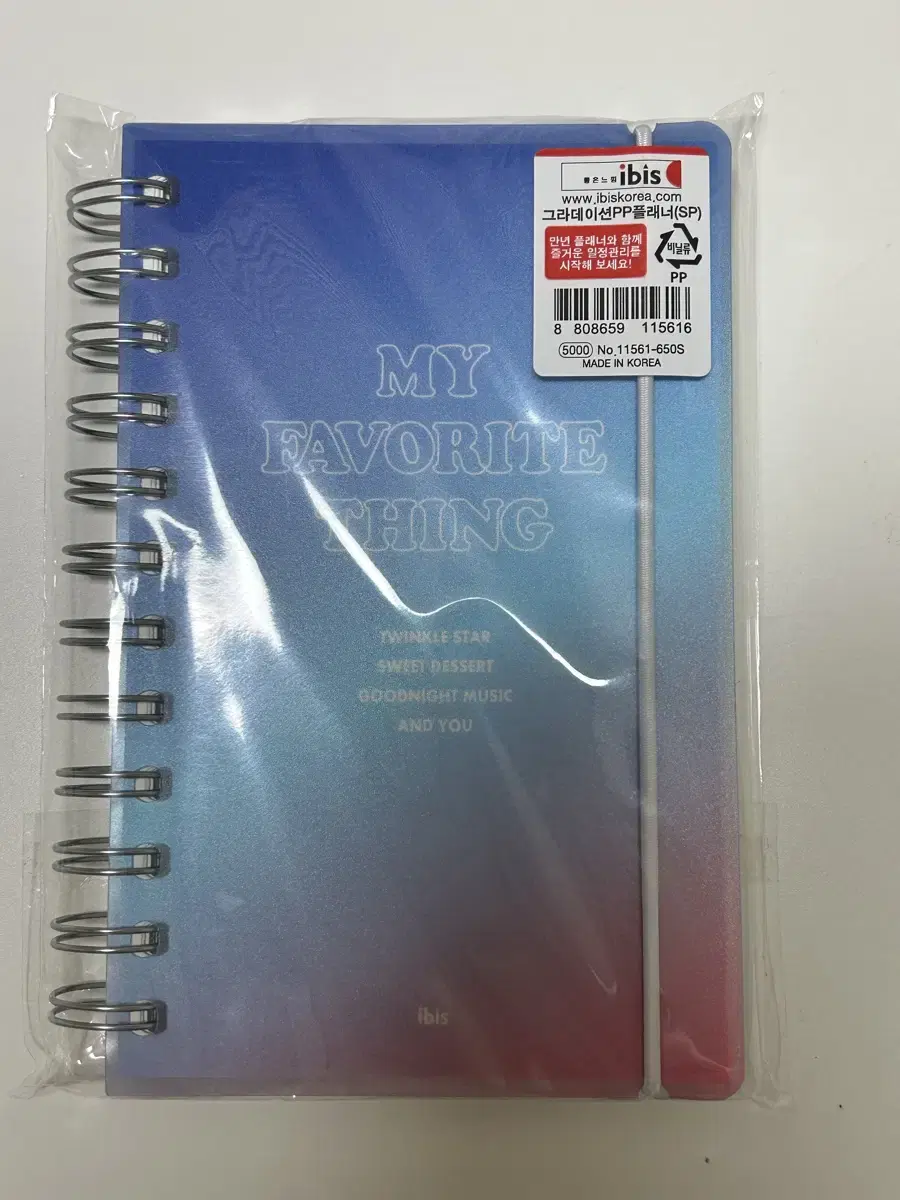 좋은느낌 ibis
www.ibiskorea.com
그라데이션PP플래너(SP)
만년 플래너와 함께
즐거운 일정관리를
시작해 보세요!
비닐류
PP
8 808659 115616
5000 No.11561-650S
MADE IN KOREA
MY
FAVORITE
THING
TWINKLE STAR
SWEET DESSERT
GOODNIGHT MUSIC
AND YOU
ibis